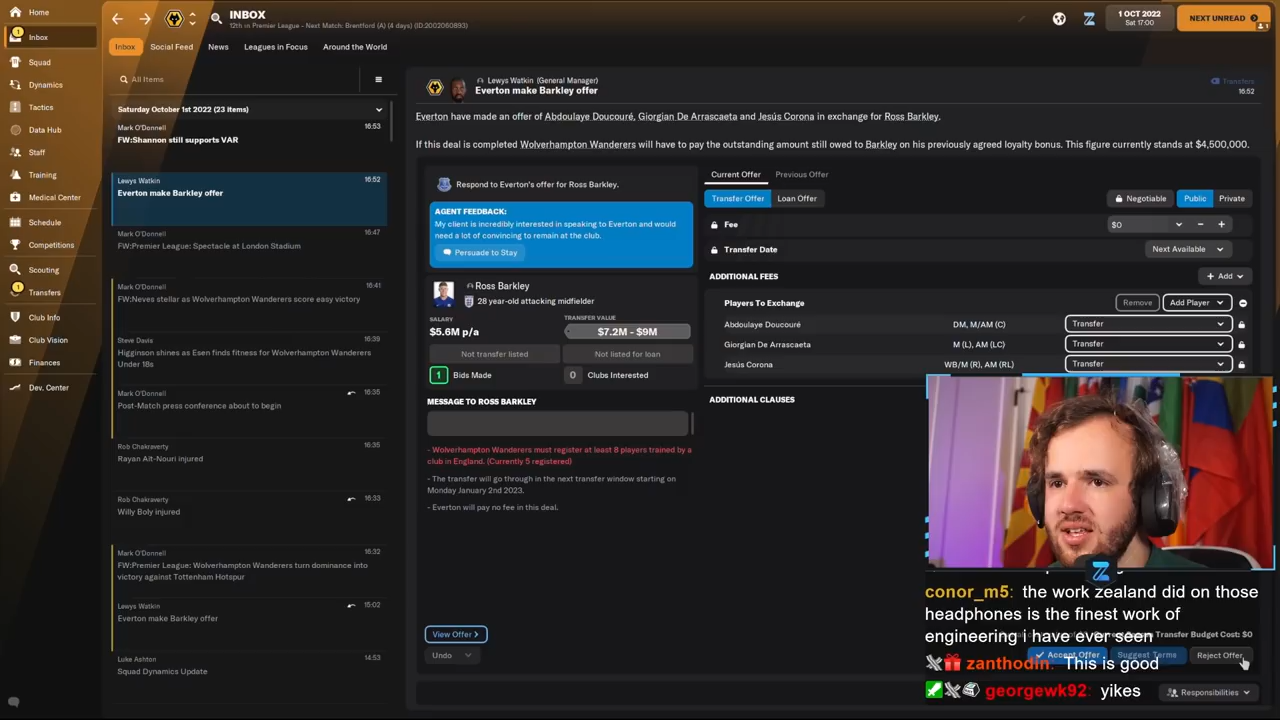 Home
INBOX
12th in Premier League - Next Match: Brentford (A) (4 days) (ID:2002060893)
1 OCT 2022
Sat 17:00
NEXT UNREAD
1
1
Inbox
Squad
Dynamics
Tactics
Data Hub
Staff
Training
Medical Center
Schedule
Competitions
Scouting
1
Transfers
Club Info
Club Vision
Finances
Dev. Center
Inbox
Social Feed
News
Leagues in Focus
Around the World
All Items
Saturday October 1st 2022 (23 items)
Mark O'Donnell
16:53
FW:Shannon still supports VAR
Lewys Watkin
16:52
Everton make Barkley offer
Mark O'Donnell
16:47
FW:Premier League: Spectacle at London Stadium
Mark O'Donnell
16:41
FW:Neves stellar as Wolverhampton Wanderers score easy victory
Steve Davis
16:39
Higginson shines as Esen finds fitness for Wolverhampton Wanderers
Under 18s
Mark O'Donnell
16:35
Post-Match press conference about to begin
Rob Chakraverty
16:35
Rayan Aït-Nouri injured
Rob Chakraverty
16:33
Willy Boly injured
Mark O'Donnell
16:32
FW:Premier League: Wolverhampton Wanderers turn dominance into
victory against Tottenham Hotspur
Lewys Watkin
15:02
Everton make Barkley offer
Luke Ashton
14:53
Squad Dynamics Update
Lewys Watkin (General Manager)
Everton make Barkley offer
Transfers
16:52
Everton have made an offer of Abdoulaye Doucouré, Giorgian De Arrascaeta and Jesús Corona in exchange for Ross Barkley.
If this deal is completed Wolverhampton Wanderers will have to pay the outstanding amount still owed to Barkley on his previously agreed loyalty bonus. This figure currently stands at $4,500,000.
Respond to Everton's offer for Ross Barkley.
AGENT FEEDBACK:
My client is incredibly interested in speaking to Everton and would
need a lot of convincing to remain at the club.
Persuade to Stay
Ross Barkley
28 year-old attacking midfielder
SALARY
$5.6M p/a
TRANSFER VALUE
$7.2M - $9M
Not transfer listed
Not listed for loan
1
Bids Made
0
Clubs Interested
MESSAGE TO ROSS BARKLEY
- Wolverhampton Wanderers must register at least 8 players trained by a
club in England. (Currently 5 registered)
- The transfer will go through in the next transfer window starting on
Monday January 2nd 2023.
- Everton will pay no fee in this deal.
View Offer
Undo
Current Offer
Previous Offer
Transfer Offer
Loan Offer
Negotiable
Public
Private
Fee
$0
Transfer Date
Next Available
ADDITIONAL FEES
+ Add
Players To Exchange
Remove
Add Player
Abdoulaye Doucouré
DM, M/AM (C)
Transfer
Giorgian De Arrascaeta
M (L), AM (LC)
Transfer
Jesús Corona
WB/M (R), AM (RL)
Transfer
ADDITIONAL CLAUSES
conor_m5: the work zealand did on those
headphones is the finest work of
engineering i have ever seen
Transfer Budget Cost: $0
zanthodin: This is good
Accept Offer
Suggest Terms
Reject Offer
georgewk92: yikes
Responsibilities